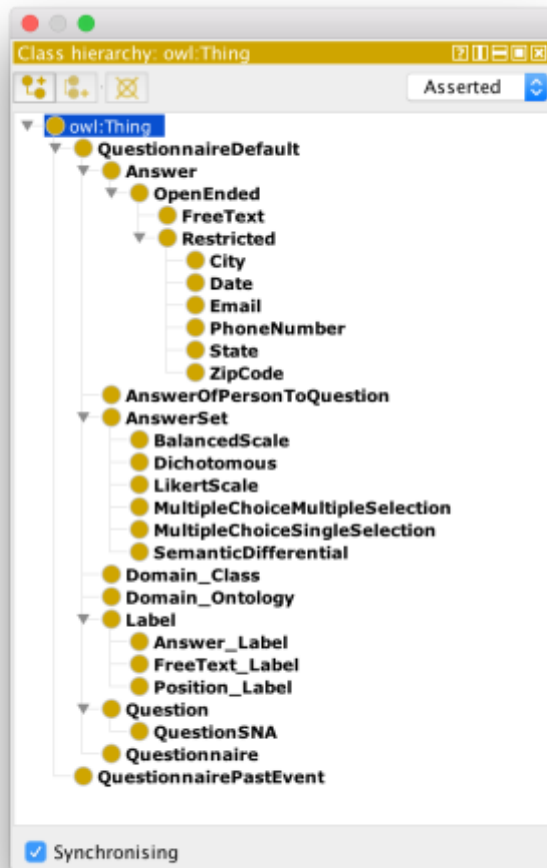 Class hierarchy: owl:Thing
Asserted
owl:Thing
QuestionnaireDefault
Answer
OpenEnded
FreeText
Restricted
City
Date
Email
PhoneNumber
State
ZipCode
AnswerOfPersonToQuestion
AnswerSet
BalancedScale
Dichotomous
LikertScale
MultipleChoiceMultipleSelection
MultipleChoiceSingleSelection
SemanticDifferential
Domain_Class
Domain_Ontology
Label
Answer_Label
FreeText_Label
Position_Label
Question
QuestionSNA
Questionnaire
QuestionnairePastEvent
Synchronising